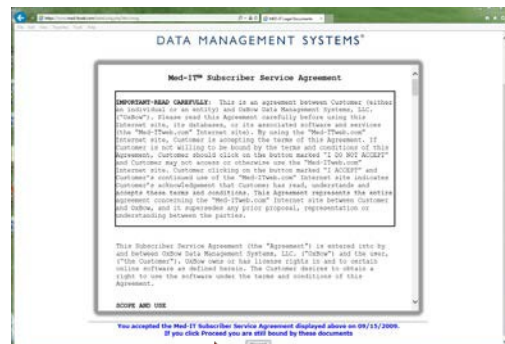 DATA MANAGEMENT SYSTEMS®
Med-IT™ Subscriber Service Agreement
IMPORTANT-READ CAREFULLY: This is an agreement between Customer (either
an individual or an entity) and OxBow Data Management Systems, LLC.
("OxBow"). Please read this Agreement carefully before using this
Internet site, its databases, or its associated software and services
(the "Med-ITweb.com" Internet site). By using the "Med-ITweb.com"
Internet site, Customer is accepting the terms of this Agreement. If
Customer is not willing to be bound by the terms and conditions of this
Agreement, Customer should click on the button marked "I DO NOT ACCEPT"
and Customer may not access or otherwise use the "Med-ITweb.com"
Internet site. Customer clicking on the button marked "I ACCEPT" and
Customer's continued use of the "Med-ITweb.com" Internet site indicates
Customer's acknowledgement that Customer has read, understands and
accepts these terms and conditions. This Agreement represents the entire
agreement concerning the "Med-ITweb.com" Internet site between Customer
and OxBow, and it supersedes any prior proposal, representation or
understanding between the parties.
This Subscriber Service Agreement (the "Agreement") is entered into by
and between OxBow Data Management Systems, LLC. ("OxBow") and the user,
("the Customer"). OxBow owns or has license rights in and to certain
online software as defined herein. The Customer desires to obtain a
right to use the software under the terms and conditions of this
Agreement.
SCOPE AND USE
You accepted the Med-IT Subscriber Service Agreement displayed above on 09/15/2009.
If you click Proceed you are still bound by these documents